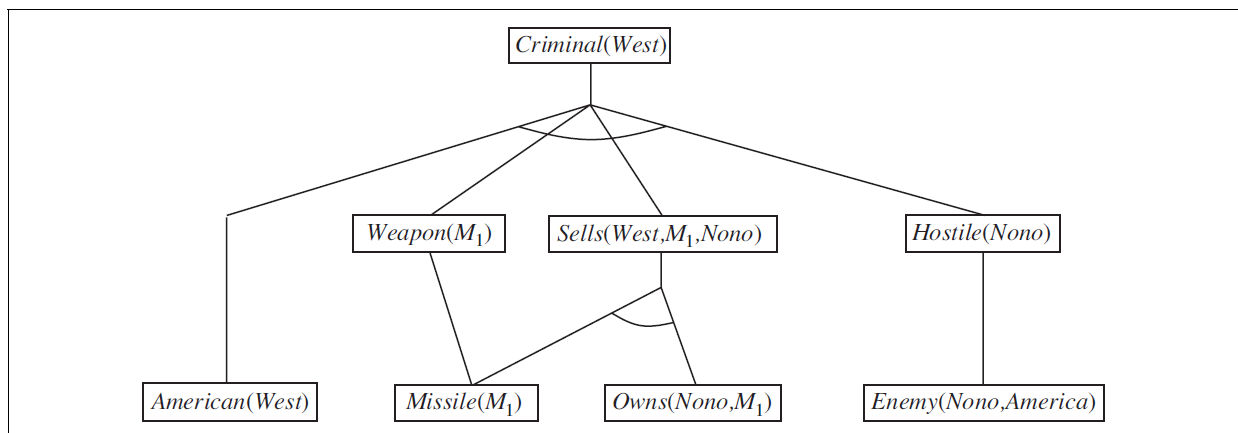 Criminal(West)
Weapon(M1) Sells(West,M1,Nono) Hostile(Nono)
American(West) Missile(M1) Owns(Nono,M1) Enemy(Nono,America)